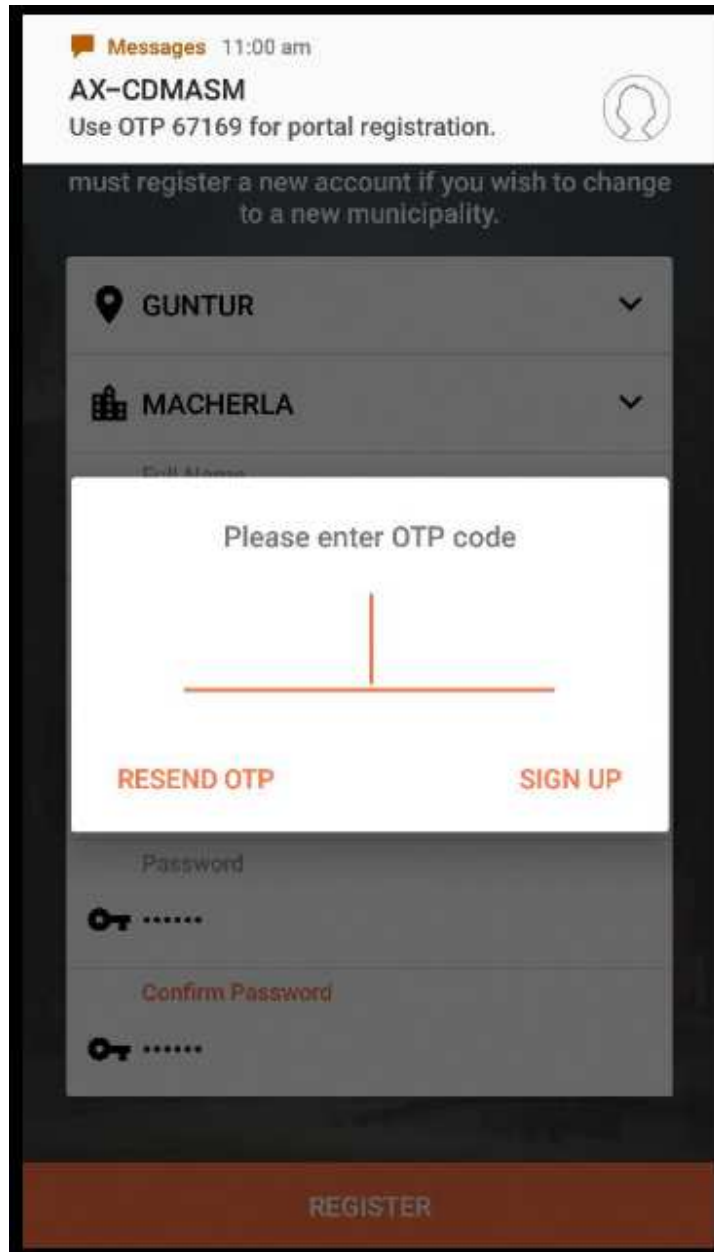 Messages 11:00 am
AX-CDMASM
Use OTP 67169 for portal registration.
must register a new account if you wish to change
to a new municipality.
GUNTUR
MACHERLA
Full Name
Please enter OTP code
RESEND OTP
SIGN UP
Password
••••••
Confirm Password
••••••
REGISTER